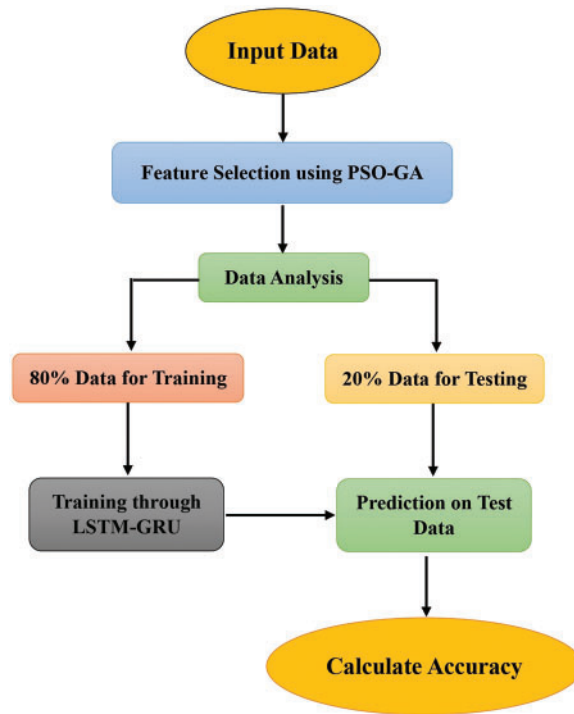 Input Data
Feature Selection using PSO-GA
Data Analysis
80% Data for Training
20% Data for Testing
Training through
LSTM-GRU
Prediction on Test
Data
Calculate Accuracy